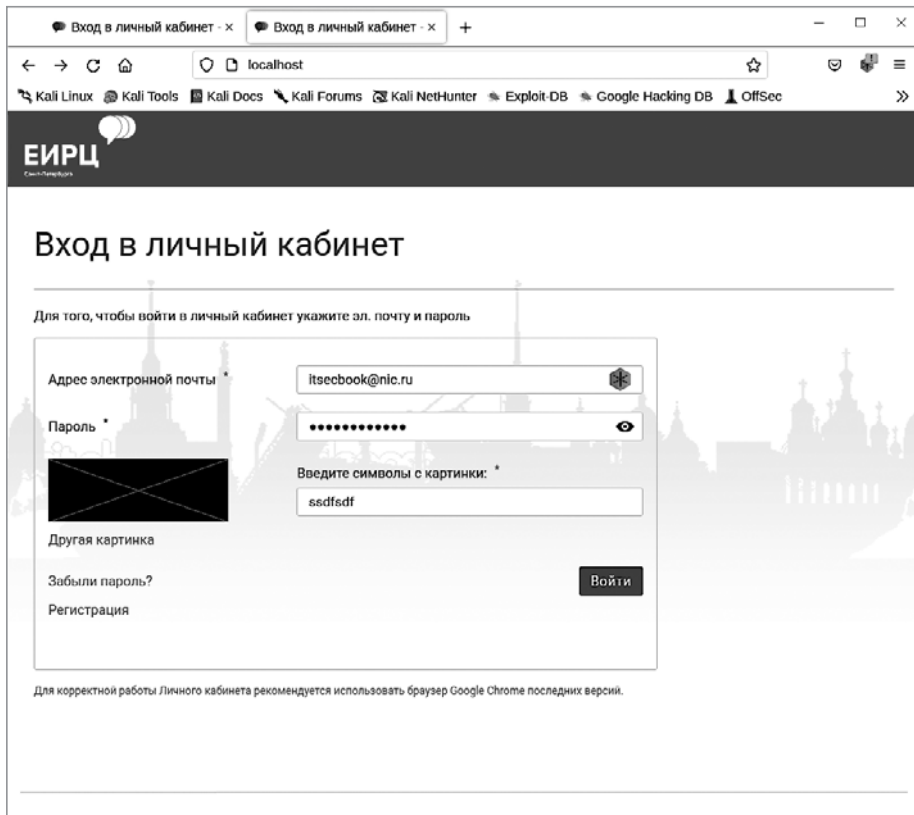 Вход в личный кабинет - × Вход в личный кабинет - × +
localhost
Kali Linux Kali Tools Kali Docs Kali Forums Kali NetHunter Exploit-DB Google Hacking DB OffSec
ЕИРЦ
Санкт-Петербурга
Вход в личный кабинет
Для того, чтобы войти в личный кабинет укажите эл. почту и пароль
Адрес электронной почты *
itsecbook@nic.ru
Пароль *
●●●●●●●●●●●●
Введите символы с картинки: *
ssdfsdf
Другая картинка
Забыли пароль?
Войти
Регистрация
Для корректной работы Личного кабинета рекомендуется использовать браузер Google Chrome последних версий.